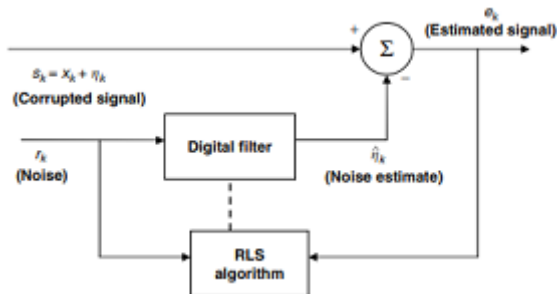 e_k
(Estimated signal)
+
Σ
−
s_k = x_k + η_k
(Corrupted signal)
Digital filter
r_k
(Noise)
η̂_k
(Noise estimate)
RLS
algorithm